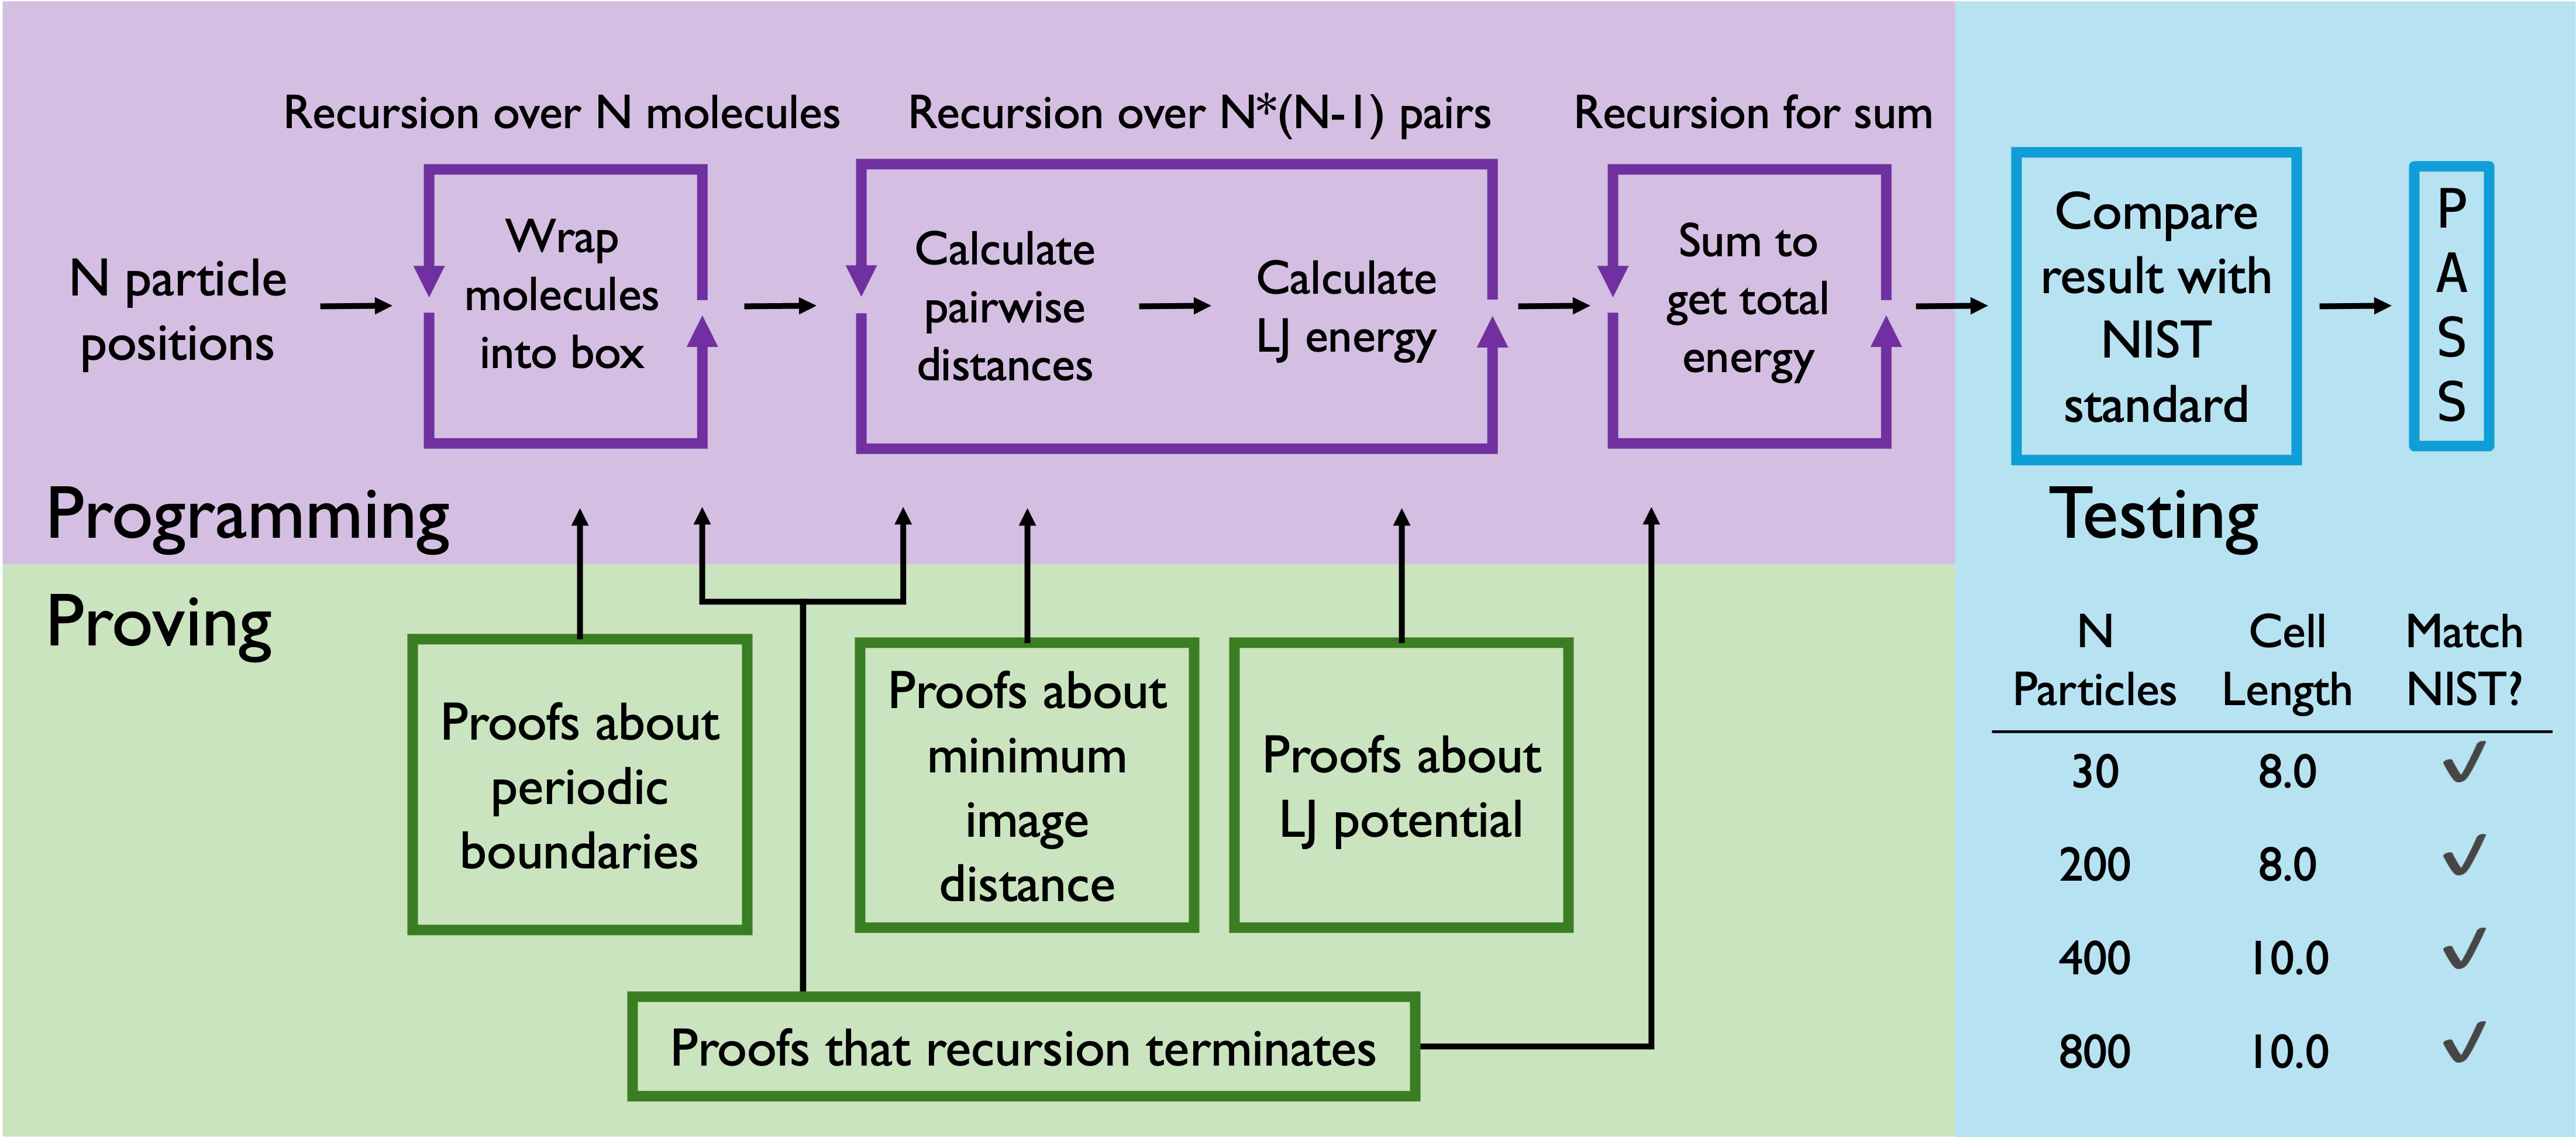 Recursion over N molecules
Recursion over N*(N-1) pairs
Recursion for sum
N particle
positions
Wrap
molecules
into box
Calculate
pairwise
distances
Calculate
LJ energy
Sum to
get total
energy
Compare
result with
NIST
standard
P
A
S
S
Programming
Testing
Proving
Proofs about
periodic
boundaries
Proofs about
minimum
image
distance
Proofs about
LJ potential
Proofs that recursion terminates
N Cell Match
Particles Length NIST?
30 8.0 ✓
200 8.0 ✓
400 10.0 ✓
800 10.0 ✓